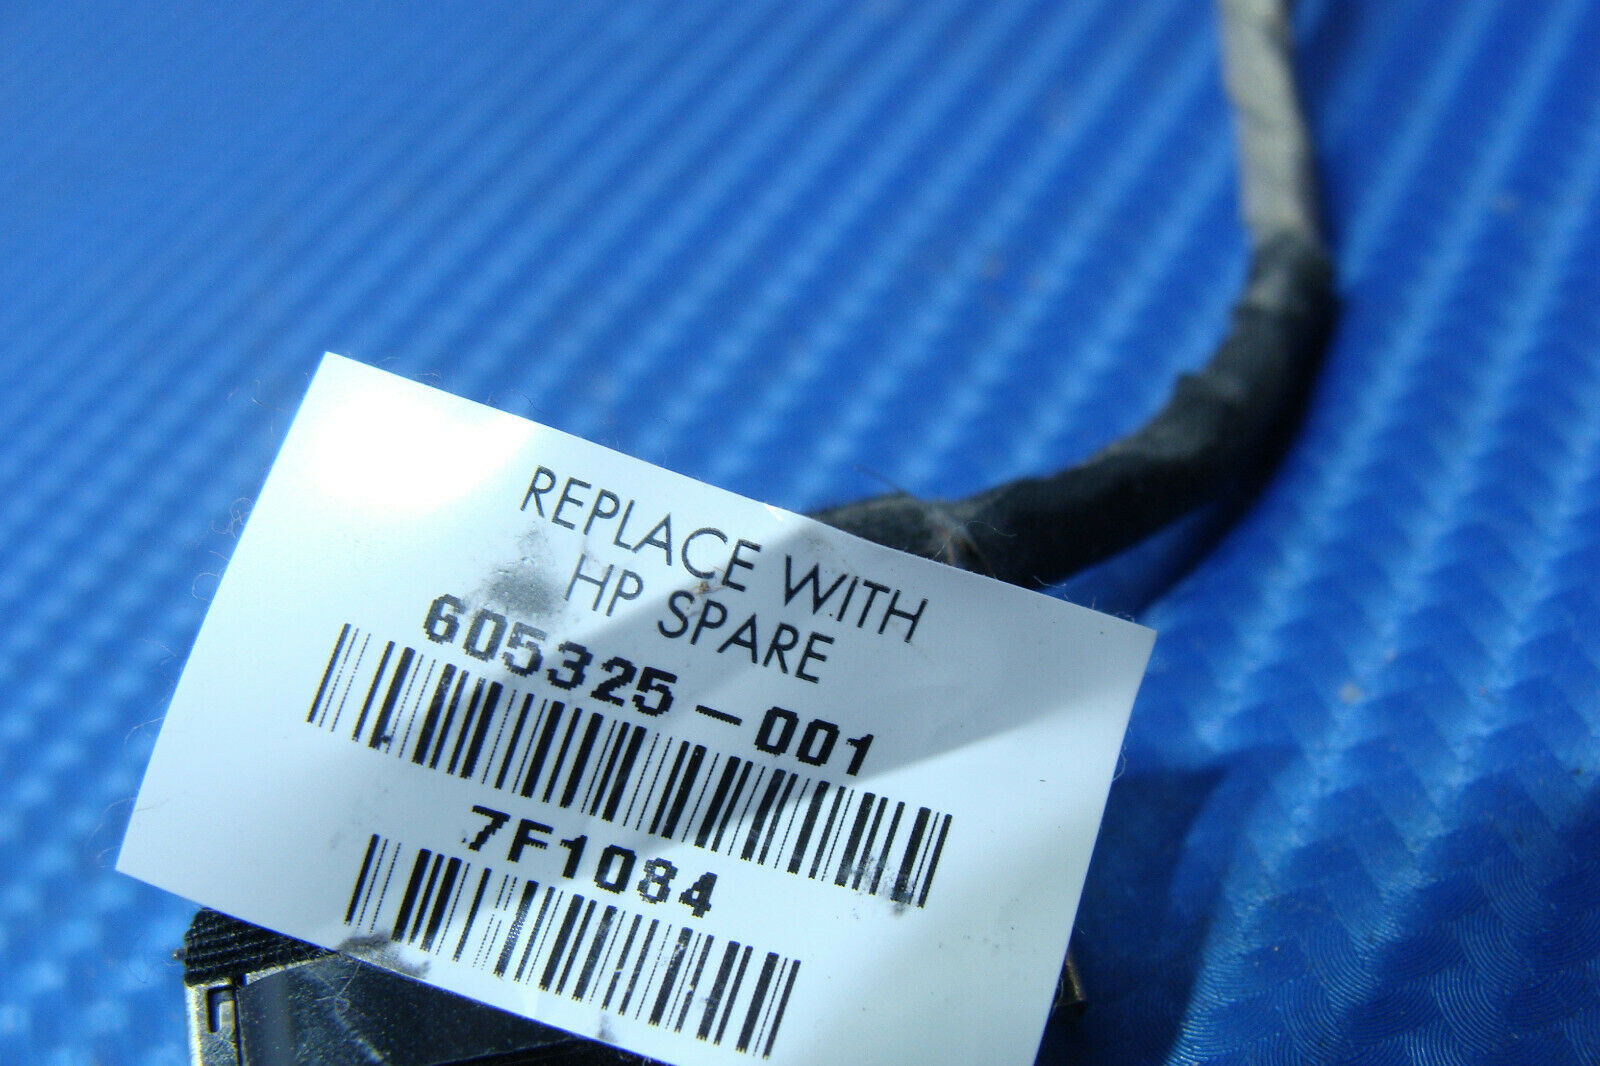 REPLACE WITH
HP SPARE
605325-001
7F1084